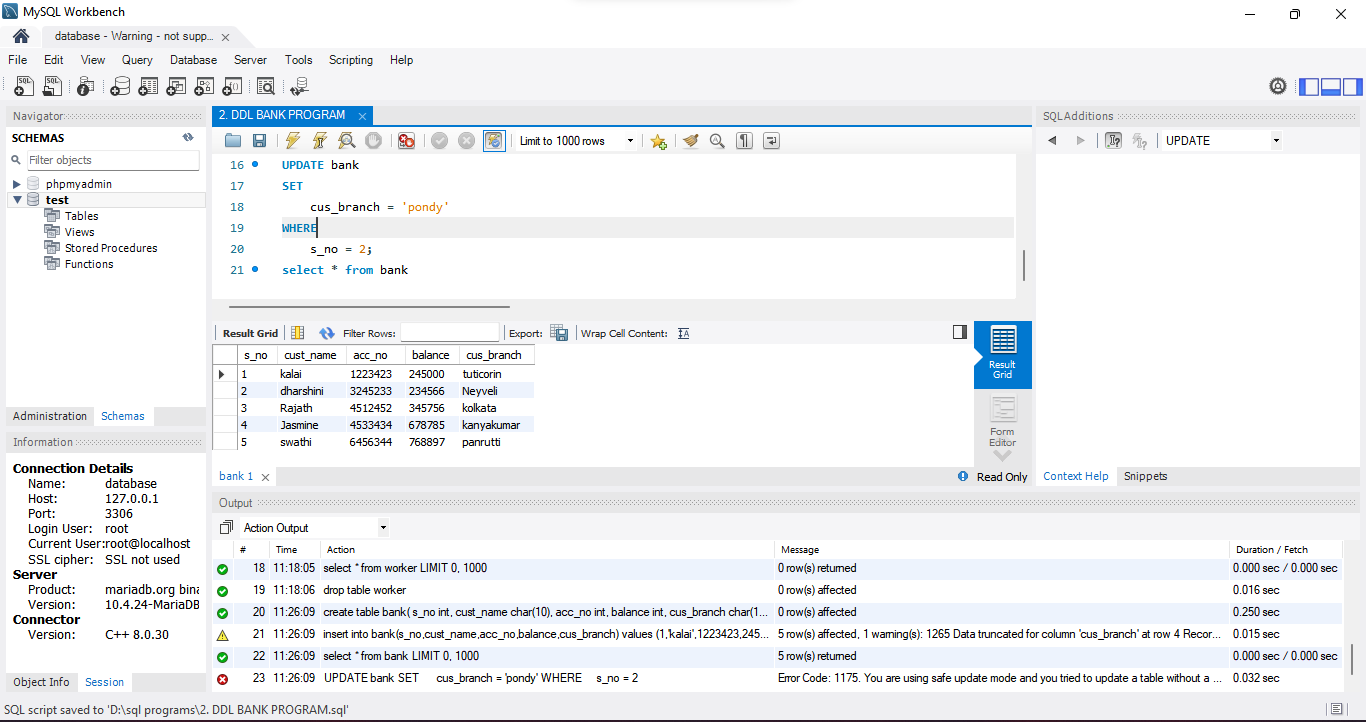 MySQL Workbench
database - Warning - not supp...
File Edit View Query Database Server Tools Scripting Help
Navigator
SCHEMAS
Filter objects
phpmyadmin
test
Tables
Views
Stored Procedures
Functions
Administration Schemas
Information
Connection Details
Name: database
Host: 127.0.0.1
Port: 3306
Login User: root
Current User: root@localhost
SSL cipher: SSL not used
Server
Product: mariadb.org bina
Version: 10.4.24-MariaDB
Connector
Version: C++ 8.0.30
Object Info Session
2. DDL BANK PROGRAM
Limit to 1000 rows
16 UPDATE bank
17 SET
18 cus_branch = 'pondy'
19 WHERE
20 s_no = 2;
21 select * from bank
Result Grid Filter Rows: Export: Wrap Cell Content:
s_no cust_name acc_no balance cus_branch
1 kalai 1223423 245000 tuticorin
2 dharshini 3245233 234566 Neyveli
3 Rajath 4512452 345756 kolkata
4 Jasmine 4533434 678785 kanyakumar
5 swathi 6456344 768897 panrutti
Result
Grid
Form
Editor
bank 1
Read Only
SQLAdditions
UPDATE
Context Help Snippets
Output
Action Output
# Time Action Message Duration / Fetch
18 11:18:05 select * from worker LIMIT 0, 1000 0 row(s) returned 0.000 sec / 0.000 sec
19 11:18:06 drop table worker 0 row(s) affected 0.016 sec
20 11:26:09 create table bank( s_no int, cust_name char(10), acc_no int, balance int, cus_branch char(1... 0 row(s) affected 0.250 sec
21 11:26:09 insert into bank(s_no,cust_name,acc_no,balance,cus_branch) values (1,'kalai',1223423,245... 5 row(s) affected, 1 warning(s): 1265 Data truncated for column 'cus_branch' at row 4 Recor... 0.015 sec
22 11:26:09 select * from bank LIMIT 0, 1000 5 row(s) returned 0.000 sec / 0.000 sec
23 11:26:09 UPDATE bank SET cus_branch = 'pondy' WHERE s_no = 2 Error Code: 1175. You are using safe update mode and you tried to update a table without a ... 0.032 sec
SQL script saved to 'D:\sql programs\2. DDL BANK PROGRAM.sql'